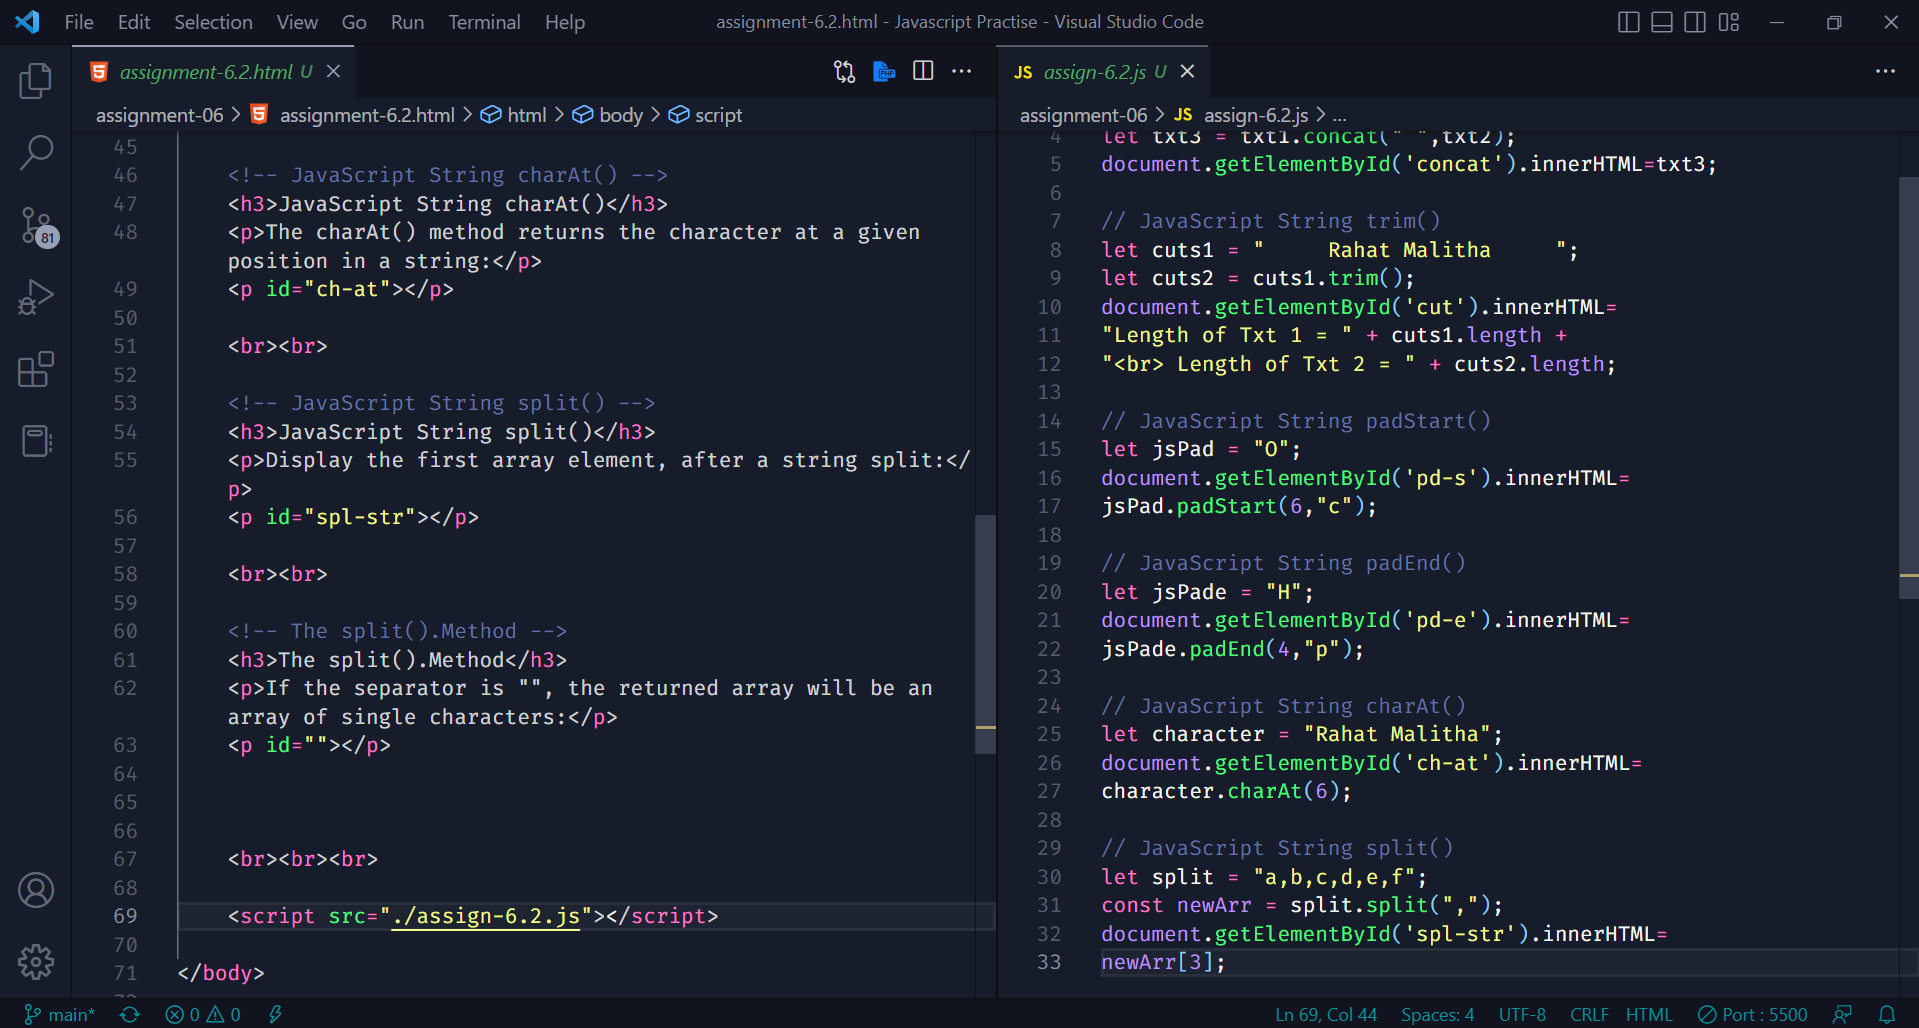 File Edit Selection View Go Run Terminal Help
assignment-6.2.html - Javascript Practise - Visual Studio Code
assignment-6.2.html U
assignment-06 > assignment-6.2.html > html > body > script
45
46 <!-- JavaScript String charAt() -->
47 <h3>JavaScript String charAt()</h3>
48 <p>The charAt() method returns the character at a given
position in a string:</p>
49 <p id="ch-at"></p>
50
51 <br><br>
52
53 <!-- JavaScript String split() -->
54 <h3>JavaScript String split()</h3>
55 <p>Display the first array element, after a string split:</
p>
56 <p id="spl-str"></p>
57
58 <br><br>
59
60 <!-- The split().Method -->
61 <h3>The split().Method</h3>
62 <p>If the separator is "", the returned array will be an
array of single characters:</p>
63 <p id=""></p>
64
65
66
67 <br><br><br>
68
69 <script src="./assign-6.2.js"></script>
70
71 </body>
JS assign-6.2.js U
assignment-06 > JS assign-6.2.js > ...
4 let txt3 = txt1.concat(" ",txt2);
5 document.getElementById('concat').innerHTML=txt3;
6
7 // JavaScript String trim()
8 let cuts1 = "     Rahat Malitha     ";
9 let cuts2 = cuts1.trim();
10 document.getElementById('cut').innerHTML=
11 "Length of Txt 1 = " + cuts1.length +
12 "<br> Length of Txt 2 = " + cuts2.length;
13
14 // JavaScript String padStart()
15 let jsPad = "O";
16 document.getElementById('pd-s').innerHTML=
17 jsPad.padStart(6,"c");
18
19 // JavaScript String padEnd()
20 let jsPade = "H";
21 document.getElementById('pd-e').innerHTML=
22 jsPade.padEnd(4,"p");
23
24 // JavaScript String charAt()
25 let character = "Rahat Malitha";
26 document.getElementById('ch-at').innerHTML=
27 character.charAt(6);
28
29 // JavaScript String split()
30 let split = "a,b,c,d,e,f";
31 const newArr = split.split(",");
32 document.getElementById('spl-str').innerHTML=
33 newArr[3];
81
main* 0 0 Ln 69, Col 44 Spaces: 4 UTF-8 CRLF HTML Port : 5500